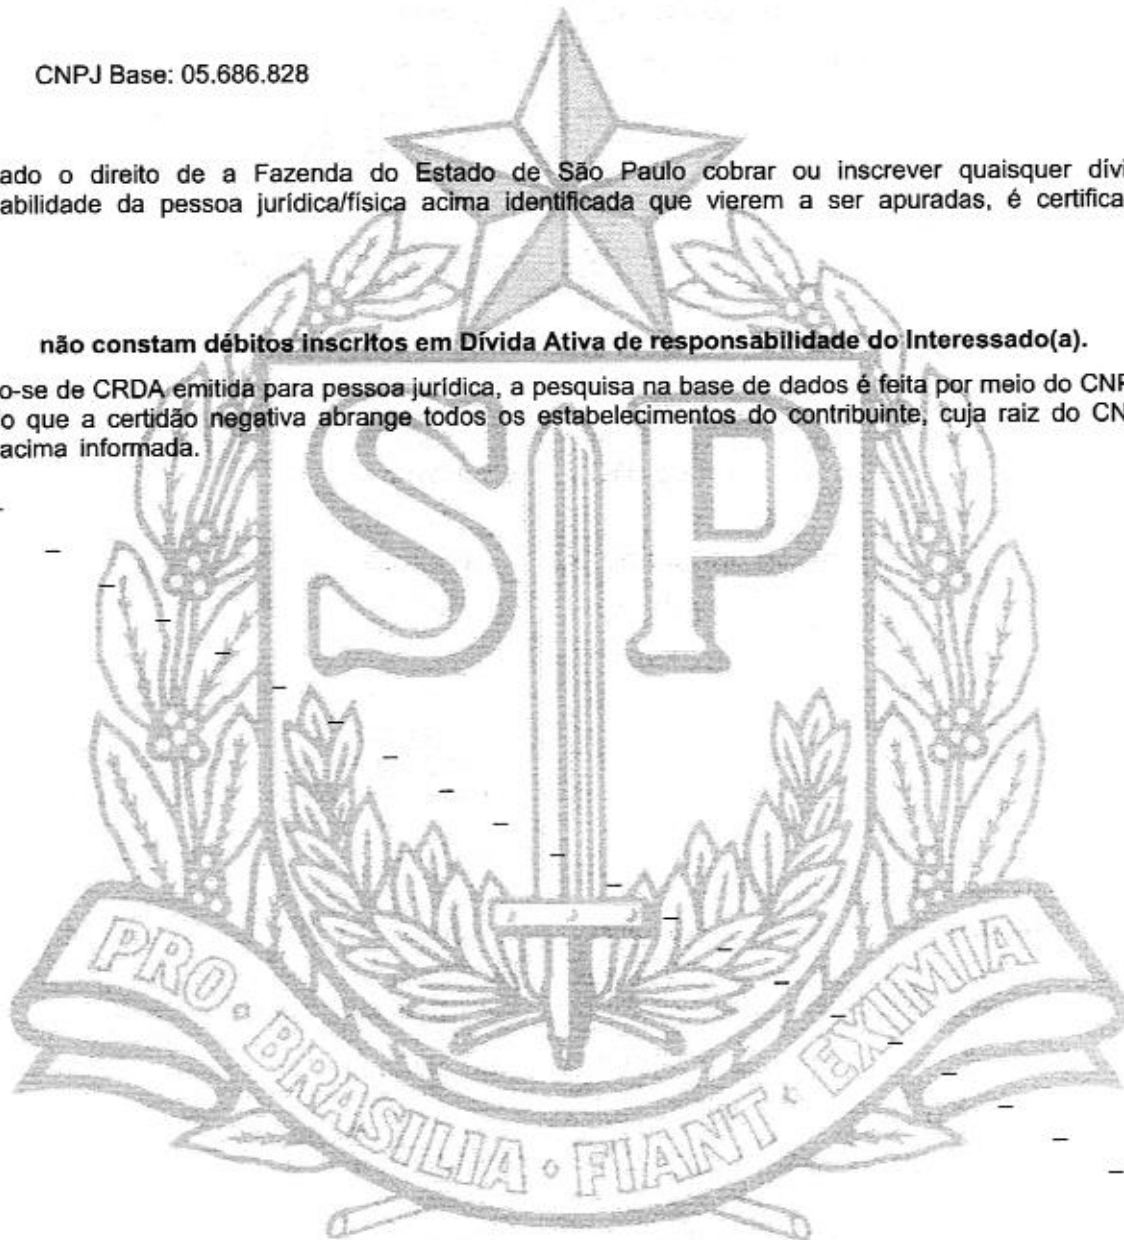 CNPJ Base: 05.686.828
ado o direito de a Fazenda do Estado de São Paulo cobrar ou inscrever quaisquer dívi
abilidade da pessoa jurídica/física acima identificada que vierem a ser apuradas, é certifica
não constam débitos inscritos em Dívida Ativa de responsabilidade do Interessado(a).
o-se de CRDA emitida para pessoa jurídica, a pesquisa na base de dados é feita por meio do CNP
o que a certidão negativa abrange todos os estabelecimentos do contribuinte, cuja raiz do CN
acima informada.
SP
PRO · BRASILIA · FIANT · EXIMIA